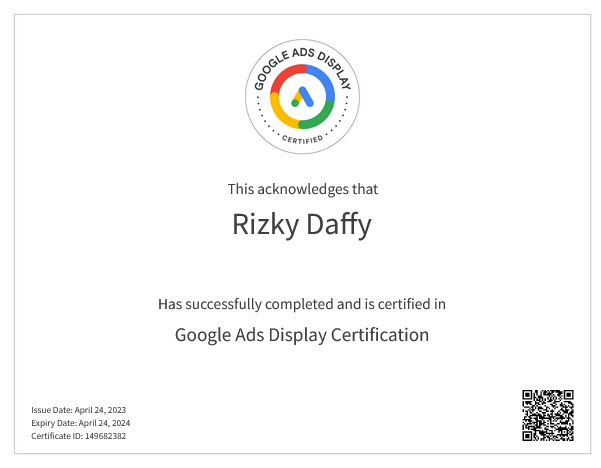 GOOGLE ADS DISPLAY
CERTIFIED
This acknowledges that
Rizky Daffy
Has successfully completed and is certified in
Google Ads Display Certification
Issue Date: April 24, 2023
Expiry Date: April 24, 2024
Certificate ID: 149682382